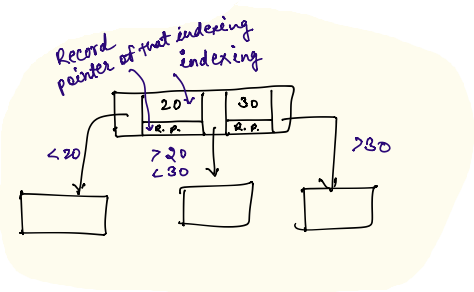 Record
pointer of that indexing
indexing
20 30
R. P. R. P.
<20
>20
<30
>30